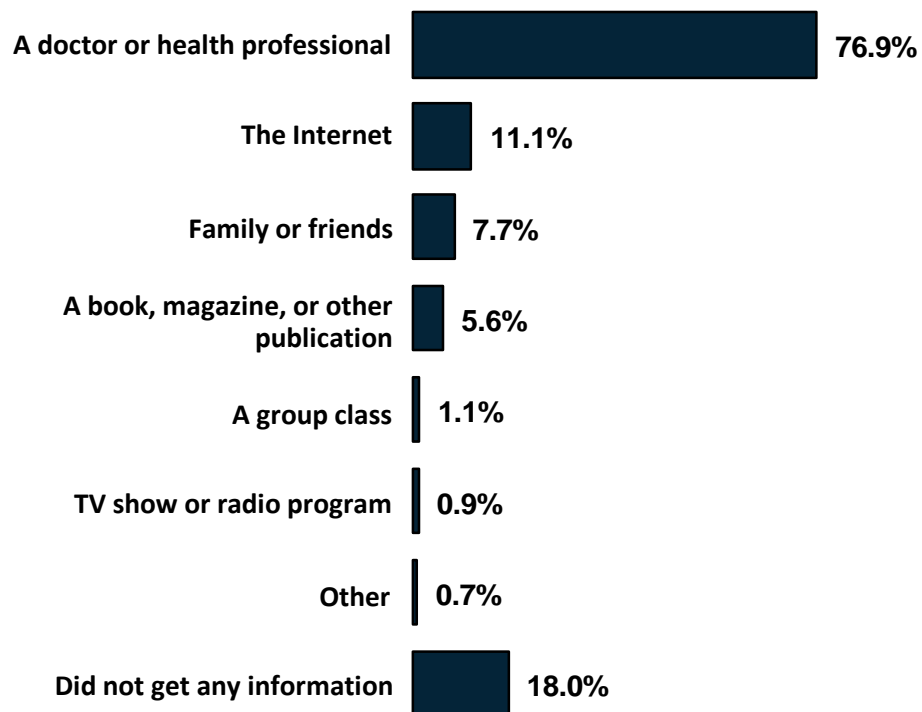 A doctor or health professional 76.9%
The Internet 11.1%
Family or friends 7.7%
A book, magazine, or other
publication 5.6%
A group class 1.1%
TV show or radio program 0.9%
Other 0.7%
Did not get any information 18.0%